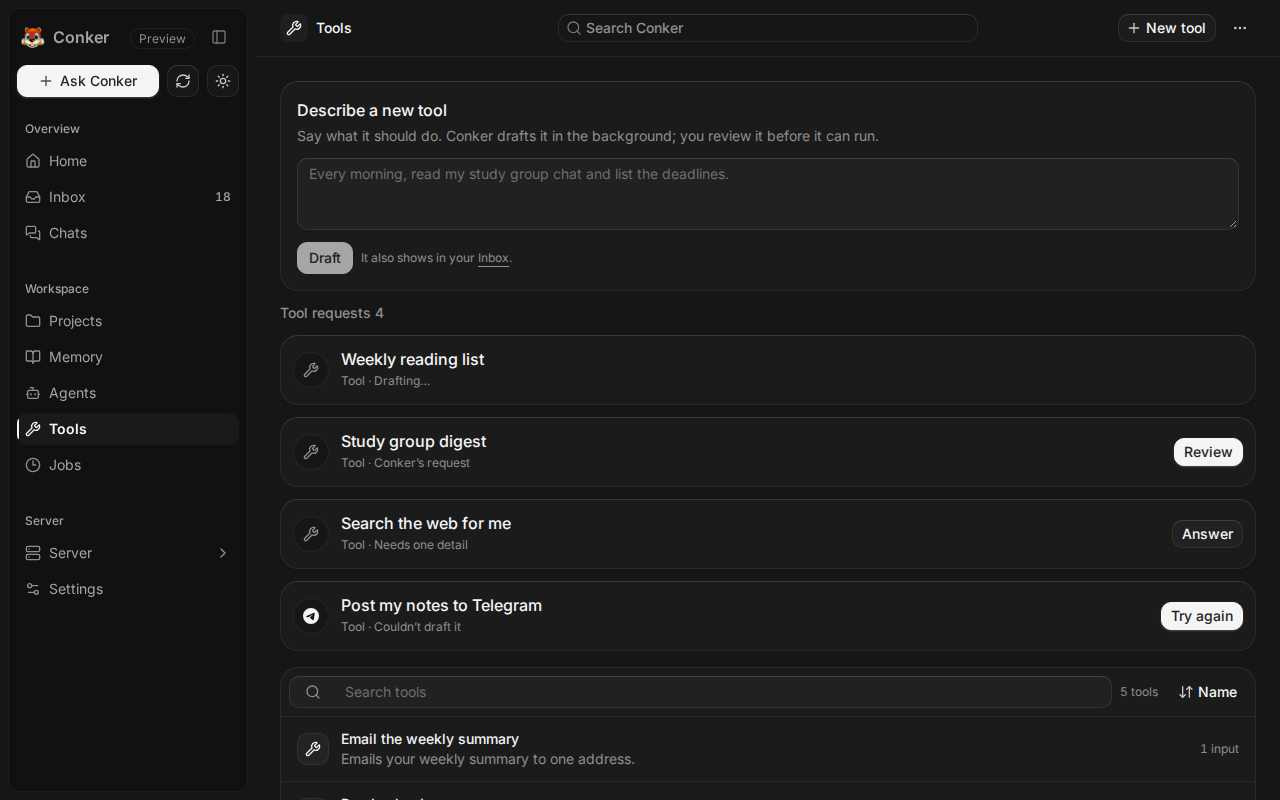 Conker
Preview
Ask Conker
Overview
Home
Inbox 18
Chats
Workspace
Projects
Memory
Agents
Tools
Jobs
Server
Server
Settings
Tools
Search Conker
New tool
Describe a new tool
Say what it should do. Conker drafts it in the background; you review it before it can run.
Every morning, read my study group chat and list the deadlines.
Draft It also shows in your Inbox.
Tool requests 4
Weekly reading list
Tool · Drafting…
Study group digest
Tool · Conker’s request
Review
Search the web for me
Tool · Needs one detail
Answer
Post my notes to Telegram
Tool · Couldn’t draft it
Try again
Search tools 5 tools Name
Email the weekly summary
Emails your weekly summary to one address.
1 input